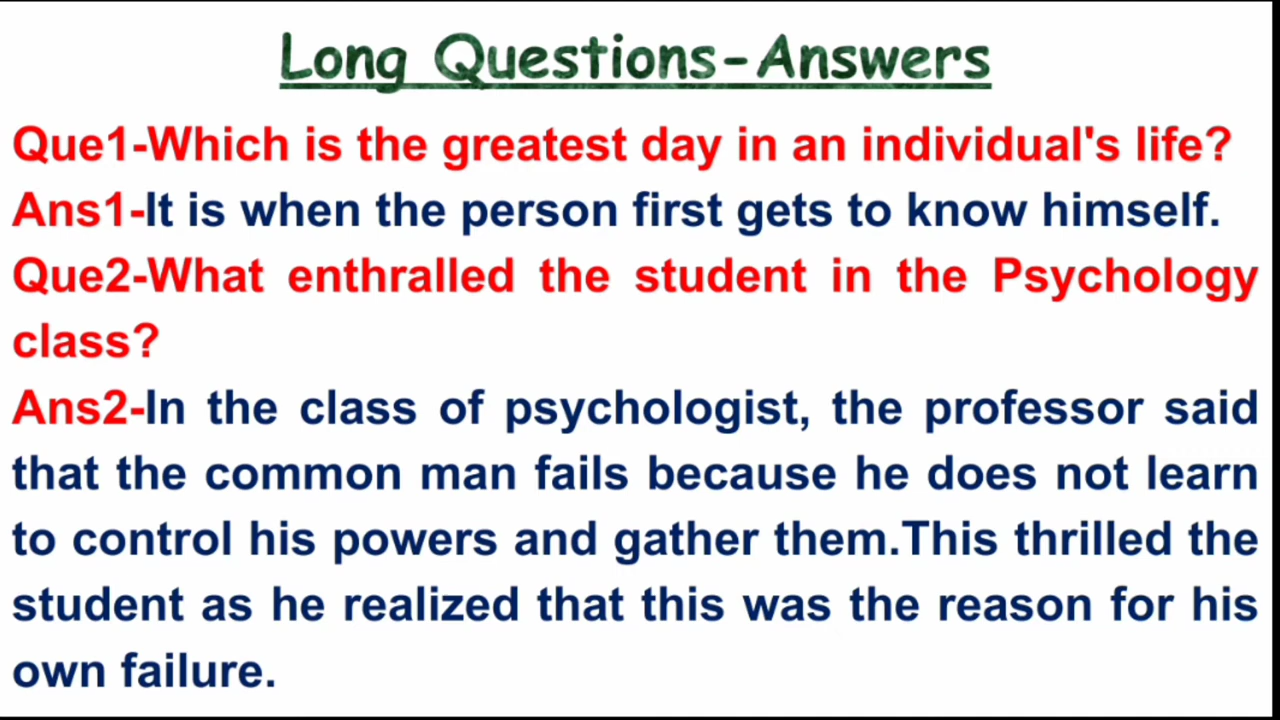 Long Questions-Answers
Que1-Which is the greatest day in an individual's life?
Ans1-It is when the person first gets to know himself.
Que2-What enthralled the student in the Psychology
class?
Ans2-In the class of psychologist, the professor said
that the common man fails because he does not learn
to control his powers and gather them.This thrilled the
student as he realized that this was the reason for his
own failure.